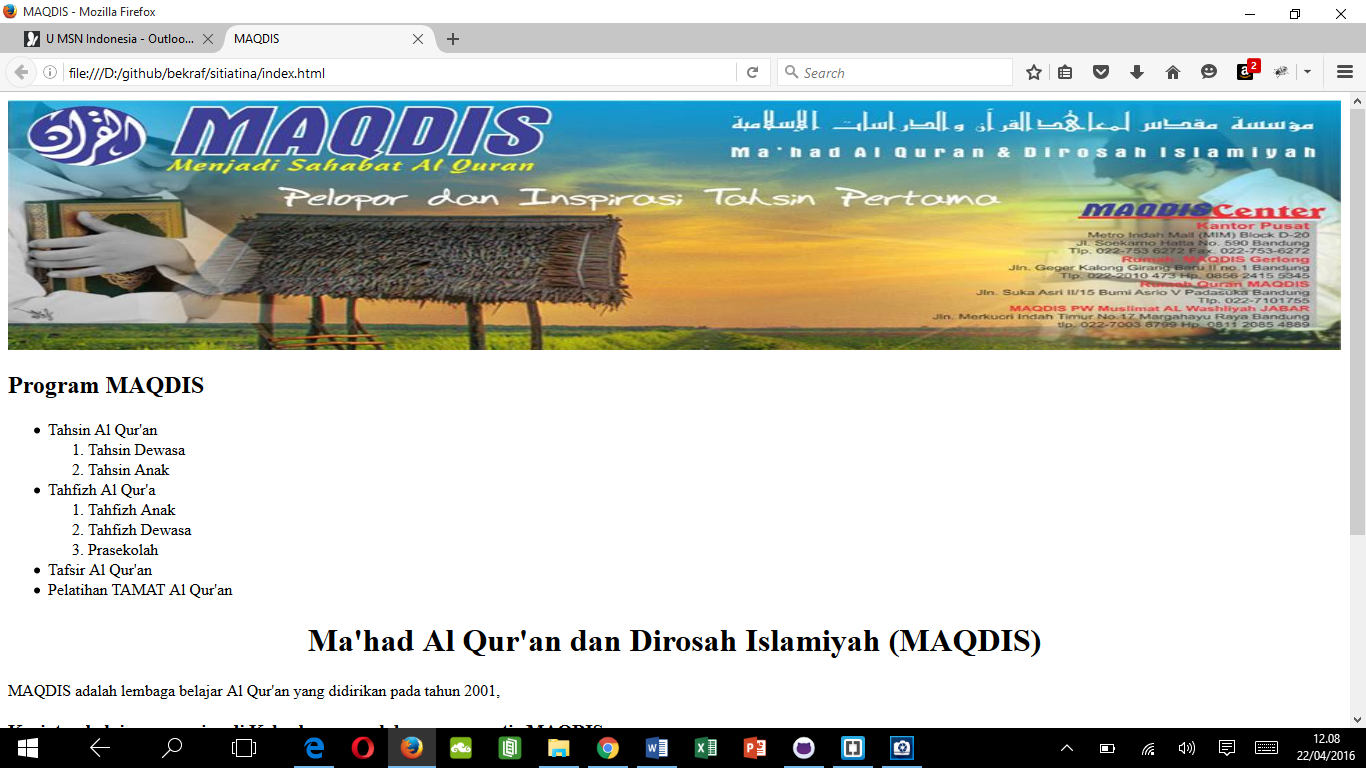 MAQDIS - Mozilla Firefox
U MSN Indonesia - Outloo...
MAQDIS
file:///D:/github/bekraf/sitiatina/index.html
Search
2
القرآن
MAQDIS
Menjadi Sahabat Al Quran
مؤسسة مقدس لمعاهد القرآن والدراسات الإسلامية
Ma'had Al Quran & Dirosah Islamiyah
Pelopor dan Inspirasi Tahsin Pertama
MAQDISCenter
Kantor Pusat
Metro Indah Mall (MIM) Block D-20
Jl. Soekarno Hatta No. 590 Bandung
Tlp. 022-753 6272 Fax. 022-753-6272
Rumah MAQDIS Gerlong
Jln. Geger Kalong Girang Baru II no.1 Bandung
Tlp. 022-2010 473 Hp. 0856 2415 5345
Rumah Quran MAQDIS
Jln. Suka Asri II/15 Bumi Asrio V Padasuka Bandung
Tlp. 022-7101755
MAQDIS PW Muslimat AL Washliyah JABAR
Jln. Merkucri Indah Timur No.17 Margahayu Raya Bandung
tlp. 022-7003 8799 Hp. 0811 2085 4889
Program MAQDIS
• Tahsin Al Qur'an
1. Tahsin Dewasa
2. Tahsin Anak
• Tahfizh Al Qur'a
1. Tahfizh Anak
2. Tahfizh Dewasa
3. Prasekolah
• Tafsir Al Qur'an
• Pelatihan TAMAT Al Qur'an
Ma'had Al Qur'an dan Dirosah Islamiyah (MAQDIS)
MAQDIS adalah lembaga belajar Al Qur'an yang didirikan pada tahun 2001,
12.08
22/04/2016